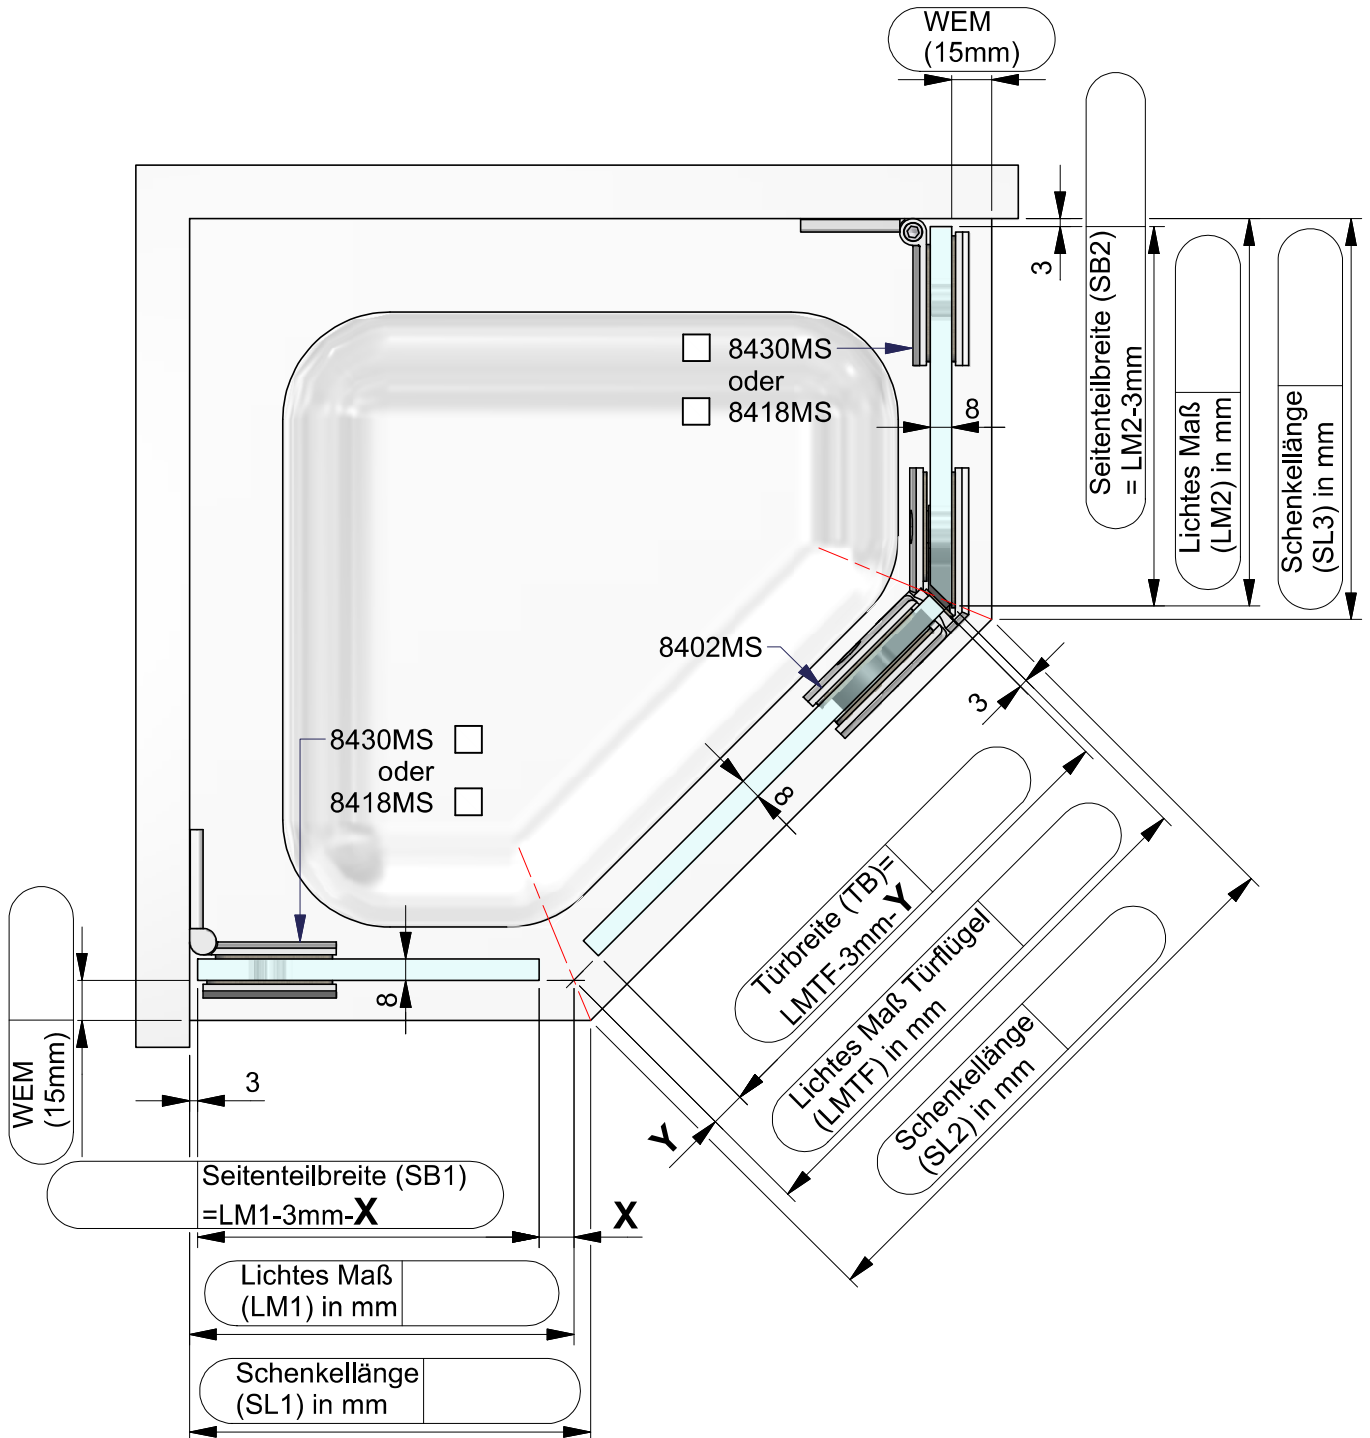 WEM
(15mm)
3
Seitenteilbreite (SB2)
= LM2-3mm
Lichtes Maß
(LM2) in mm
Schenkellänge
(SL3) in mm
8430MS
oder
8418MS
8
8402MS
3
8430MS
oder
8418MS
8
Türbreite (TB)=
LMTF-3mm-Y
Lichtes Maß Türflügel
(LMTF) in mm
Schenkellänge
(SL2) in mm
8
WEM
(15mm)
3
Y
Seitenteilbreite (SB1)
=LM1-3mm-X
X
Lichtes Maß
(LM1) in mm
Schenkellänge
(SL1) in mm